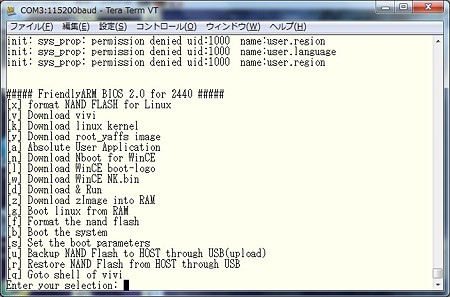 COM3:115200baud - Tera Term VT
ファイル(F) 編集(E) 設定(S) コントロール(O) ウィンドウ(W) ヘルプ(H)
init: sys_prop: permission denied uid:1000 name:user.region
init: sys_prop: permission denied uid:1000 name:user.language
init: sys_prop: permission denied uid:1000 name:user.region
##### FriendlyARM BIOS 2.0 for 2440 #####
[x] format NAND FLASH for Linux
[v] Download vivi
[k] Download linux kernel
[y] Download root_yaffs image
[a] Absolute User Application
[n] Download Nboot for WinCE
[l] Download WinCE boot-logo
[w] Download WinCE NK.bin
[d] Download & Run
[z] Download zImage into RAM
[g] Boot linux from RAM
[f] Format the nand flash
[b] Boot the system
[s] Set the boot parameters
[u] Backup NAND Flash to HOST through USB(upload)
[r] Restore NAND Flash from HOST through USB
[q] Goto shell of vivi
Enter your selection: